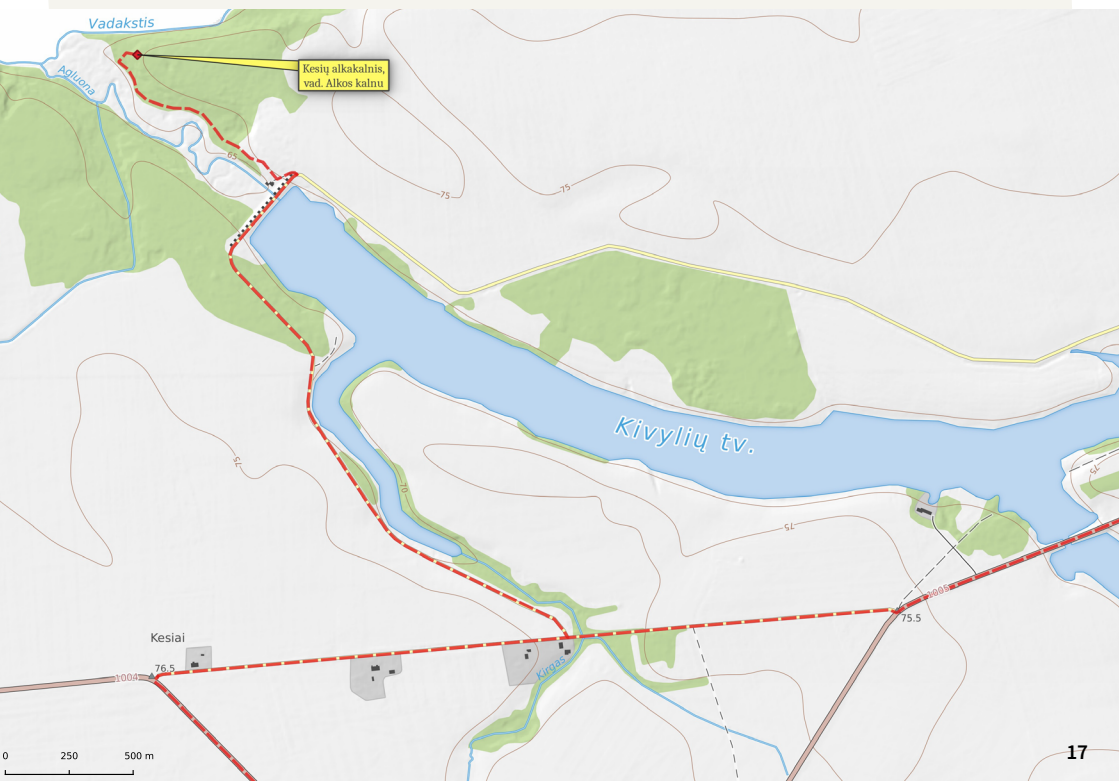 Vadakstis
Kesių alkakalnis,
vad. Alkos kalnu
Agluona
65
75
75
Kivylių tv.
75
75
70
75
1005
75.5
Kesiai
76.5
1004
Kirgas
0 250 500 m
17